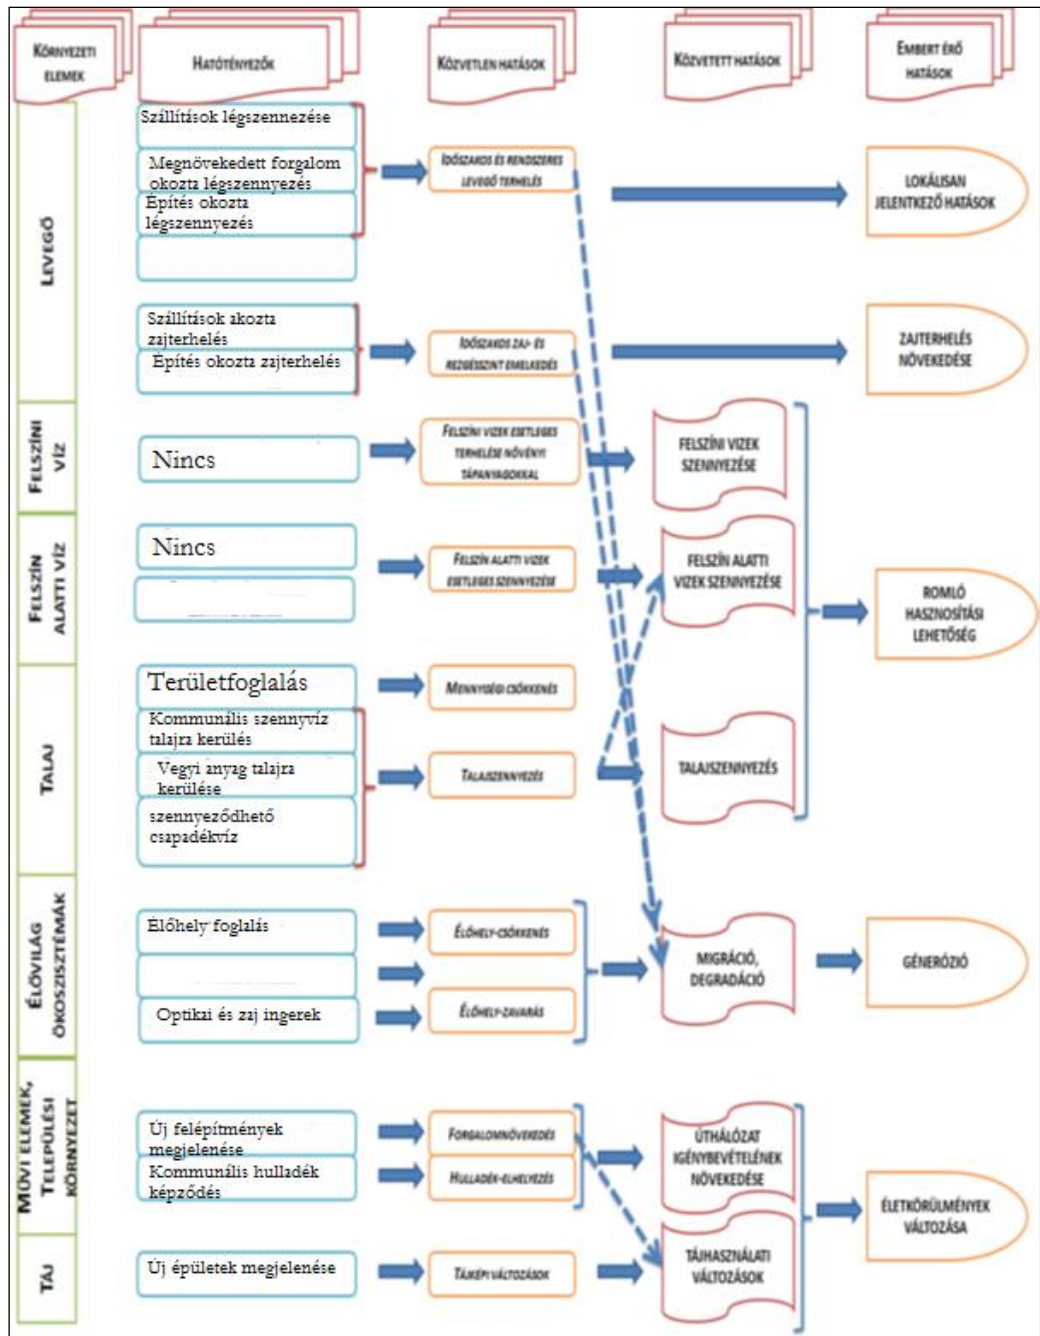 KÖRNYEZETI
ELEMEK
HATÓTÉNYEZŐK
KÖZVETLEN HATÁSOK
KÖZVETETT HATÁSOK
EMBERT ÉRŐ
HATÁSOK
LEVEGŐ
Szállítások légszennezése
Megnövekedett forgalom
okozta légszennyezés
Építés okozta
légszennyezés
IDŐSZAKOS ÉS RENDSZERES
LEVEGŐ TERHELÉS
LOKÁLISAN
JELENTKEZŐ HATÁSOK
Szállítások akozta
zajterhelés
Építés okozta zajterhelés
IDŐSZAKOS ZAJ- ÉS
REZGÉSSZINT EMELKEDÉS
ZAJTERHELÉS
NÖVEKEDÉSE
FELSZÍNI
VÍZ
Nincs
FELSZÍNI VIZEK ESETLEGES
TERHELÉSE NÖVÉNYI
TÁPANYAGOKKAL
FELSZÍNI VIZEK
SZENNYEZÉSE
FELSZÍN
ALATTI VÍZ
Nincs
FELSZÍN ALATTI VIZEK
ESETLEGES SZENNYEZÉSE
FELSZÍN ALATTI
VIZEK SZENNYEZÉSE
ROMLÓ
HASZNOSÍTÁSI
LEHETŐSÉG
TALAJ
Területfoglalás
MENNYISÉGI CSÖKKENÉS
Kommunális szennyvíz
talajra kerülés
Vegyi anyag talajra
kerülése
szennyeződhető
csapadékvíz
TALAJSZENNYEZÉS
TALAJSZENNYEZÉS
ÉLŐVILÁG
ÖKOSZISZTÉMÁK
Élőhely foglalás
ÉLŐHELY-CSÖKKENÉS
Optikai és zaj ingerek
ÉLŐHELY-ZAVARÁS
MIGRÁCIÓ,
DEGRADÁCIÓ
GÉNERÓZIÓ
MŰVI ELEMEK,
TELEPÜLÉSI
KÖRNYEZET
Új felépítmények
megjelenése
FORGALOMNÖVEKEDÉS
Kommunális hulladék
képződés
HULLADÉK-ELHELYEZÉS
ÚTHÁLÓZAT
IGÉNYBEVÉTELÉNEK
NÖVEKEDÉSE
ÉLETKÖRÜLMÉNYEK
VÁLTOZÁSA
TÁJ
Új épületek megjelenése
TÁJKÉPI VÁLTOZÁSOK
TÁJHASZNÁLATI
VÁLTOZÁSOK